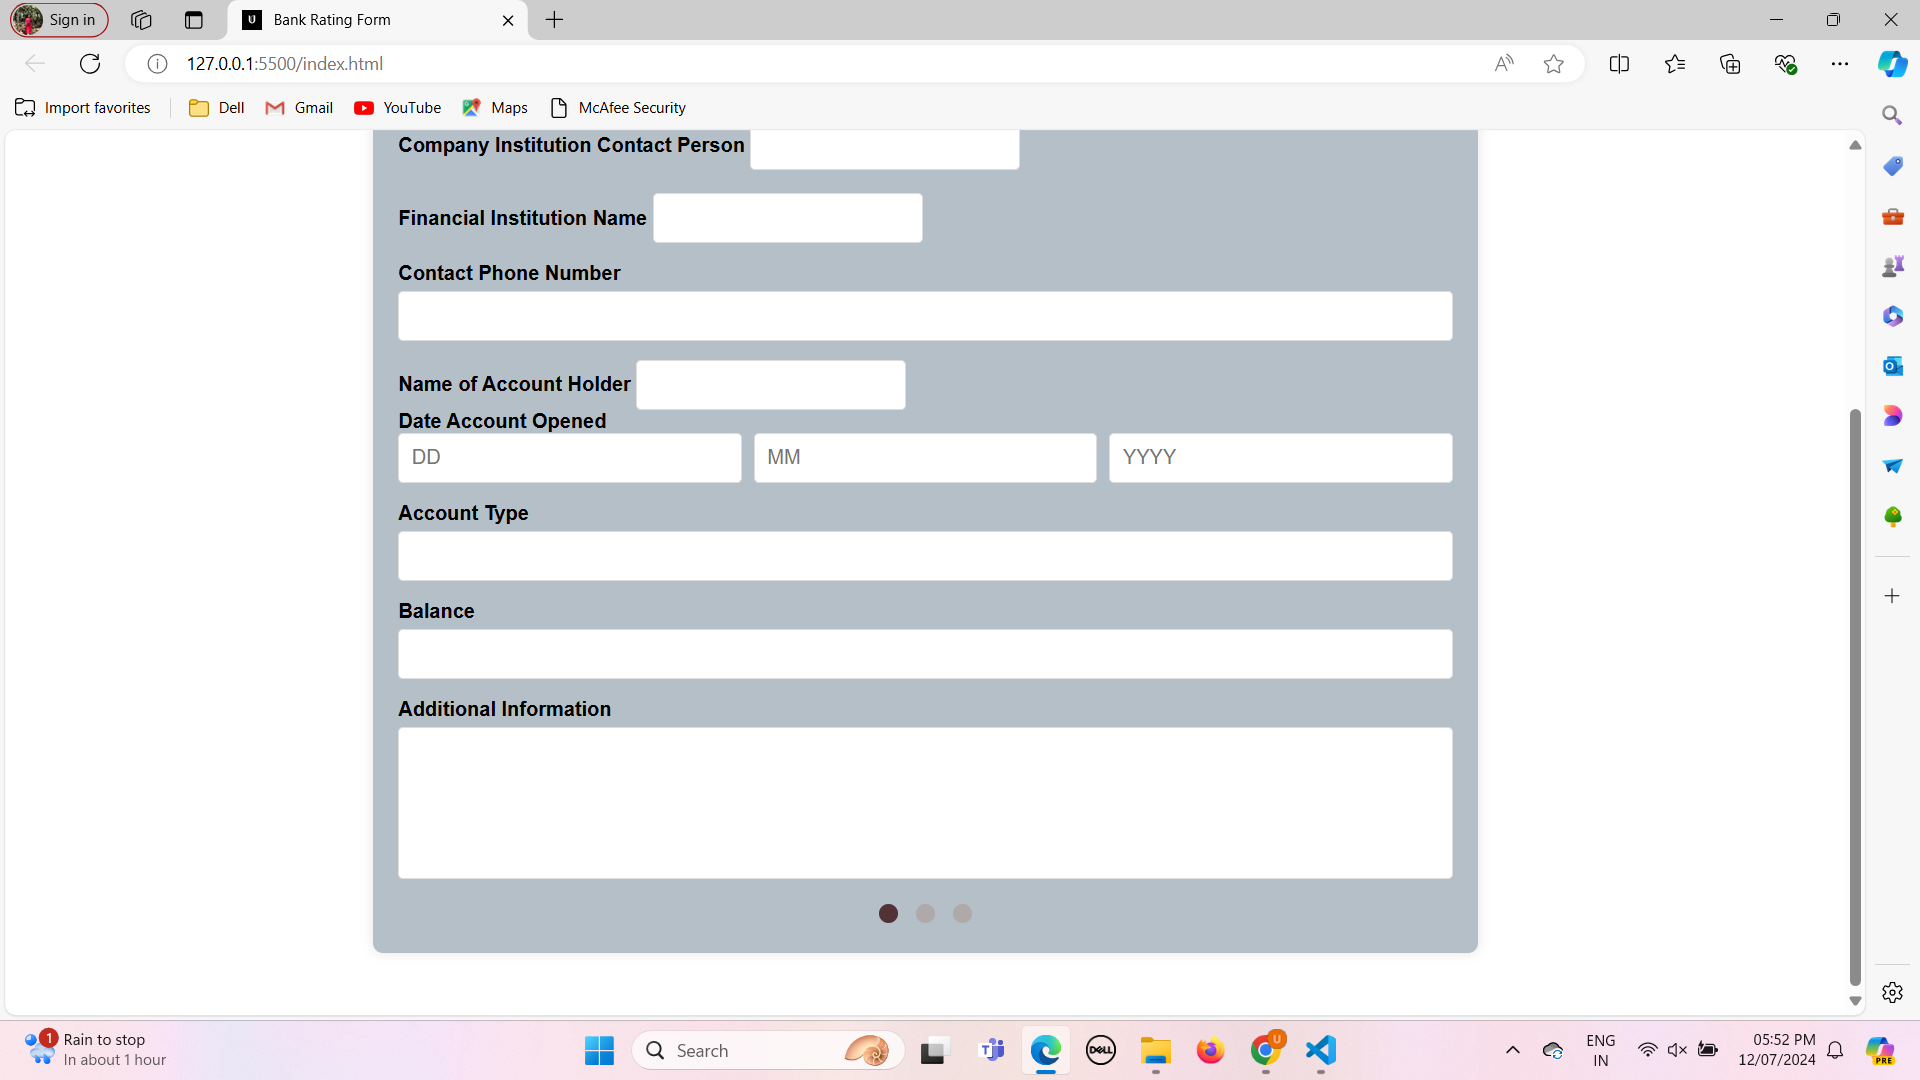 Sign in
U Bank Rating Form
127.0.0.1:5500/index.html
Import favorites Dell Gmail YouTube Maps McAfee Security
Company Institution Contact Person
Financial Institution Name
Contact Phone Number
Name of Account Holder
Date Account Opened
DD MM YYYY
Account Type
Balance
Additional Information
1 Rain to stop
In about 1 hour
Search
DELL
U
ENG
IN
05:52 PM
12/07/2024
PRE